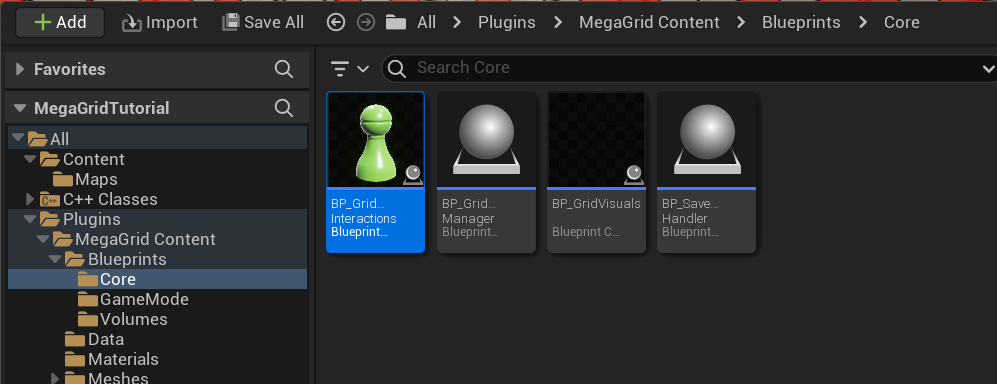 Add
Import
Save All
All
Plugins
MegaGrid Content
Blueprints
Core
Favorites
Search Core
MegaGridTutorial
All
Content
Maps
C++ C++ Classes
Plugins
MegaGrid Content
Blueprints
Core
GameMode
Volumes
Data
Materials
Meshes
BP_Grid...
Interactions
Blueprint...
BP_Grid...
Manager
Blueprint...
BP_GridVisuals
Blueprint C...
BP_Save...
Handler
Blueprint...